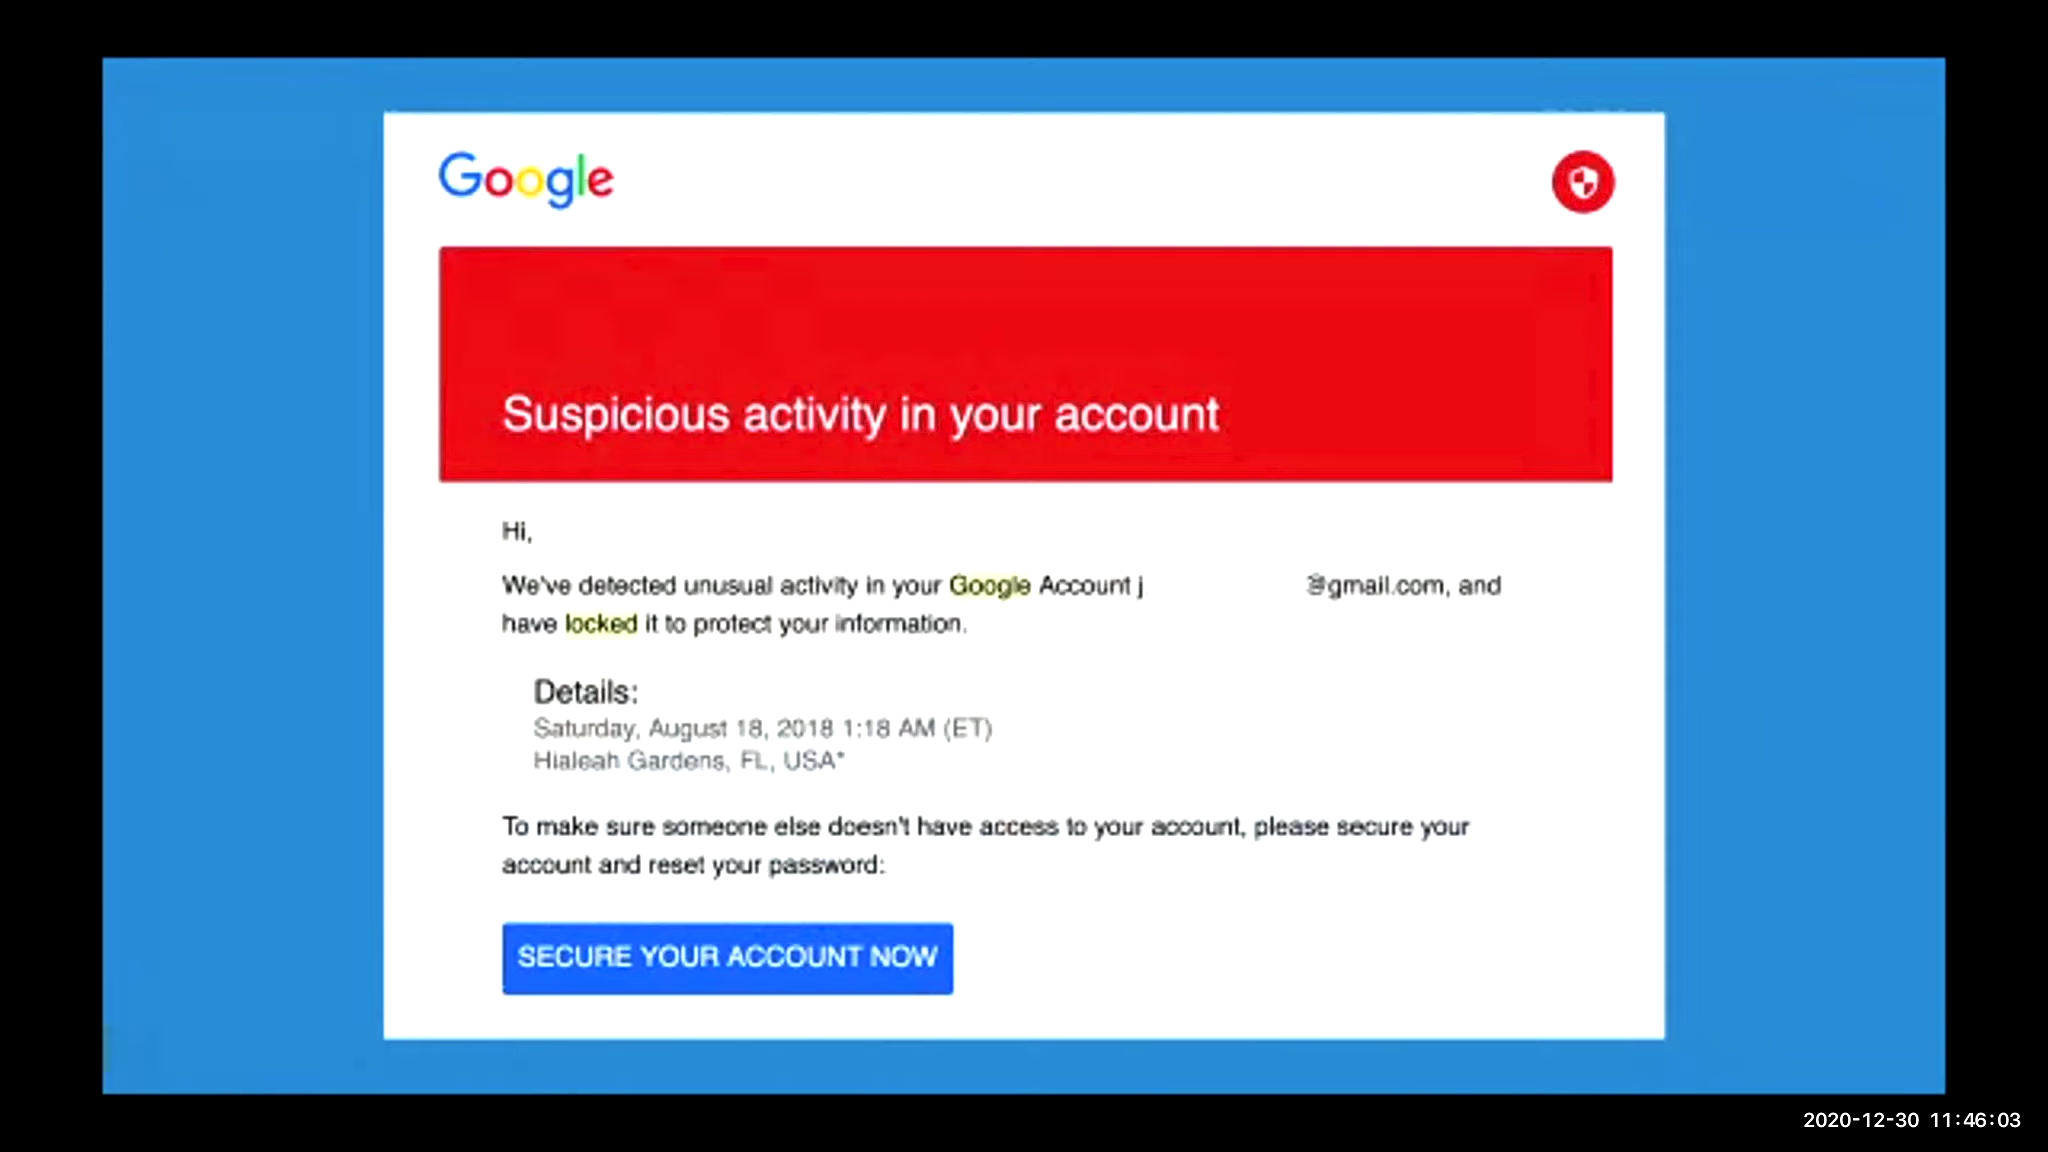 Google
Suspicious activity in your account
Hi,
We've detected unusual activity in your Google Account j @gmail.com, and
have locked it to protect your information.
Details:
Saturday, August 18, 2018 1:18 AM (ET)
Hialeah Gardens, FL, USA*
To make sure someone else doesn't have access to your account, please secure your
account and reset your password:
SECURE YOUR ACCOUNT NOW
2020-12-30 11:46:03